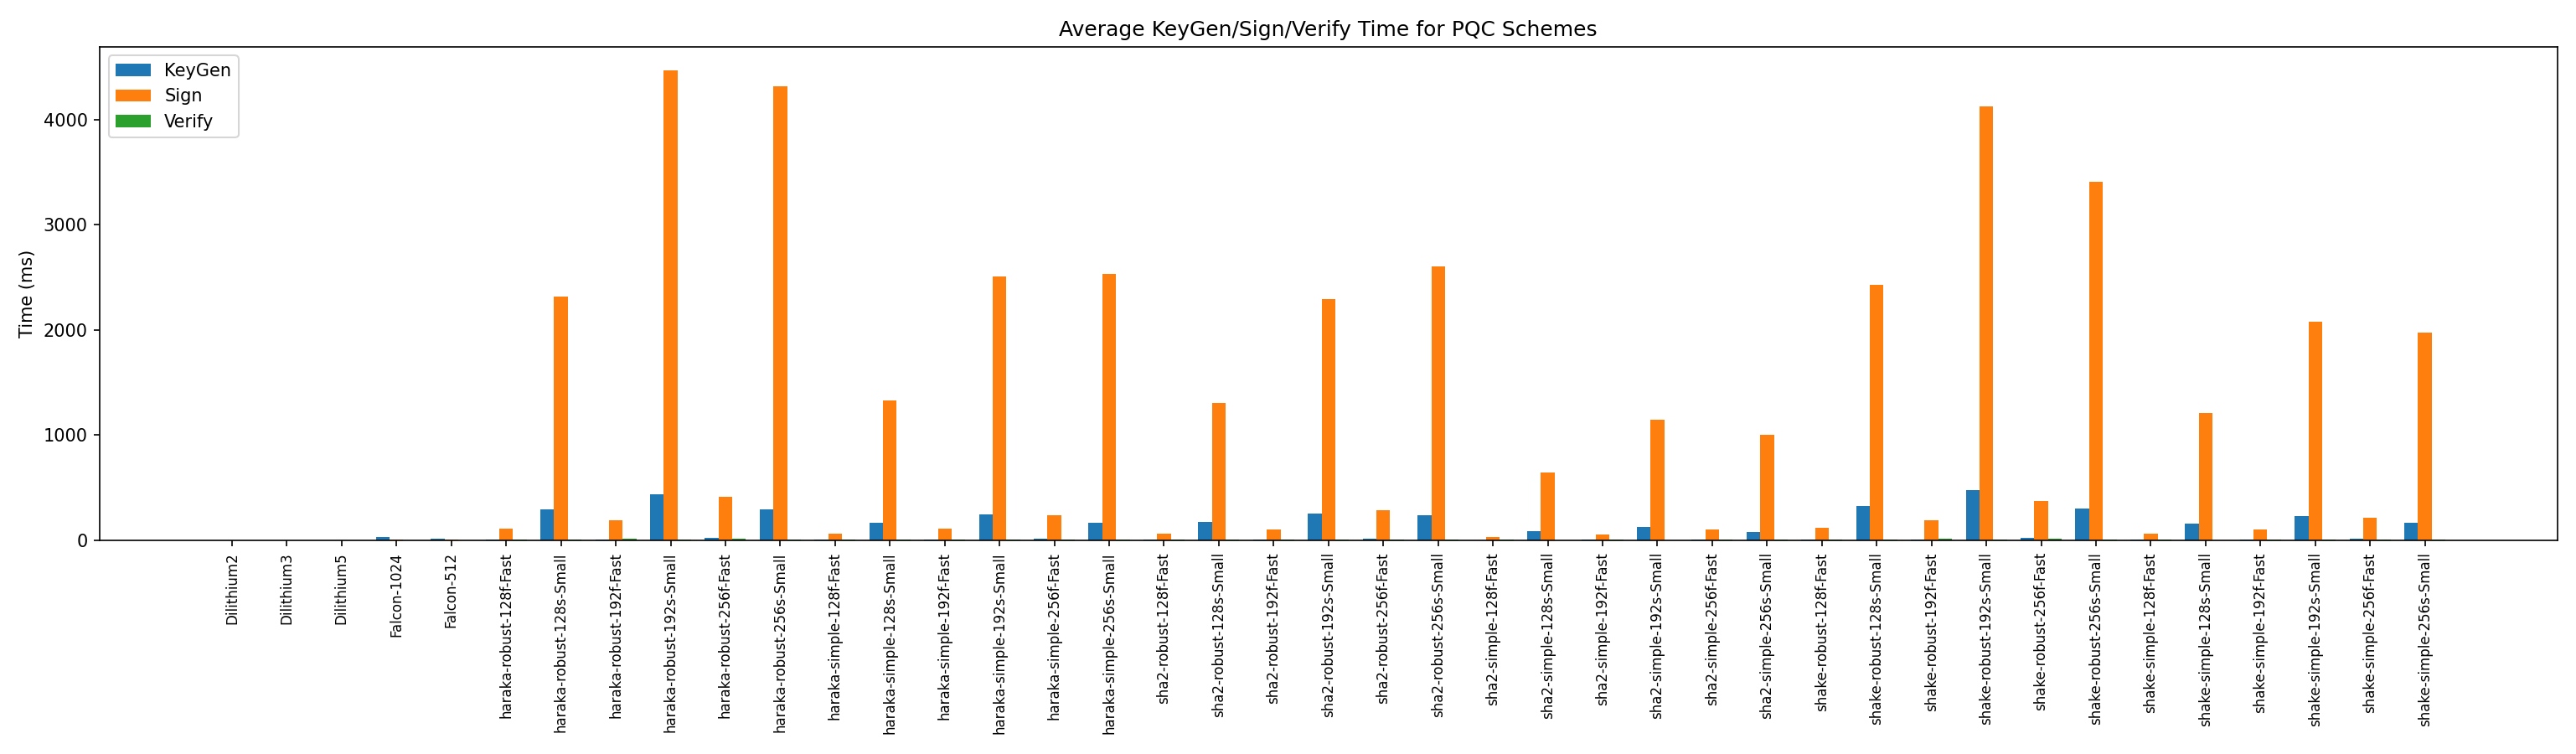 Average KeyGen/Sign/Verify Time for PQC Schemes
KeyGen
Sign
Verify
Time (ms)
4000
3000
2000
1000
0
Dilithium2
Dilithium3
Dilithium5
Falcon-1024
Falcon-512
haraka-robust-128f-Fast
haraka-robust-128s-Small
haraka-robust-192f-Fast
haraka-robust-192s-Small
haraka-robust-256f-Fast
haraka-robust-256s-Small
haraka-simple-128f-Fast
haraka-simple-128s-Small
haraka-simple-192f-Fast
haraka-simple-192s-Small
haraka-simple-256f-Fast
haraka-simple-256s-Small
sha2-robust-128f-Fast
sha2-robust-128s-Small
sha2-robust-192f-Fast
sha2-robust-192s-Small
sha2-robust-256f-Fast
sha2-robust-256s-Small
sha2-simple-128f-Fast
sha2-simple-128s-Small
sha2-simple-192f-Fast
sha2-simple-192s-Small
sha2-simple-256f-Fast
sha2-simple-256s-Small
shake-robust-128f-Fast
shake-robust-128s-Small
shake-robust-192f-Fast
shake-robust-192s-Small
shake-robust-256f-Fast
shake-robust-256s-Small
shake-simple-128f-Fast
shake-simple-128s-Small
shake-simple-192f-Fast
shake-simple-192s-Small
shake-simple-256f-Fast
shake-simple-256s-Small